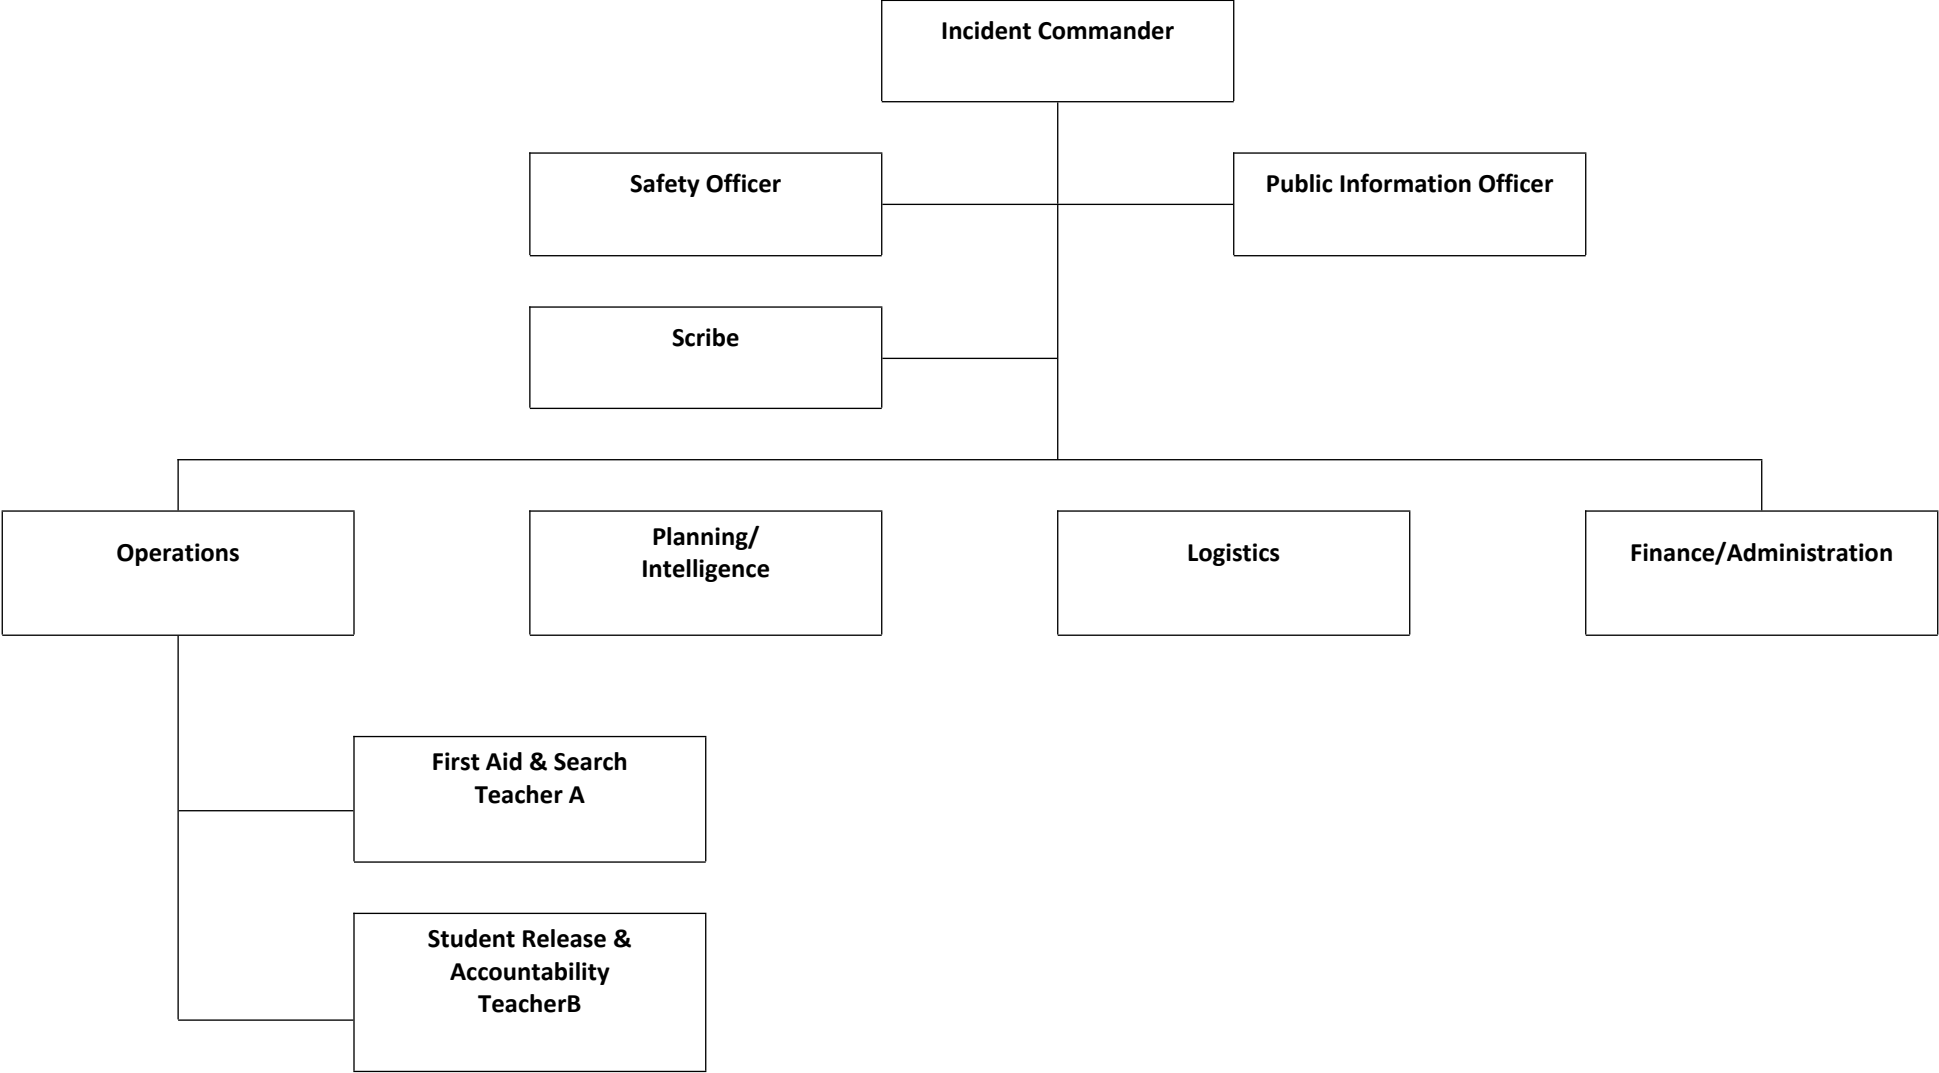 Incident Commander
Safety Officer
Public Information Officer
Scribe
Operations
Planning/
Intelligence
Logistics
Finance/Administration
First Aid & Search
Teacher A
Student Release &
Accountability
TeacherB